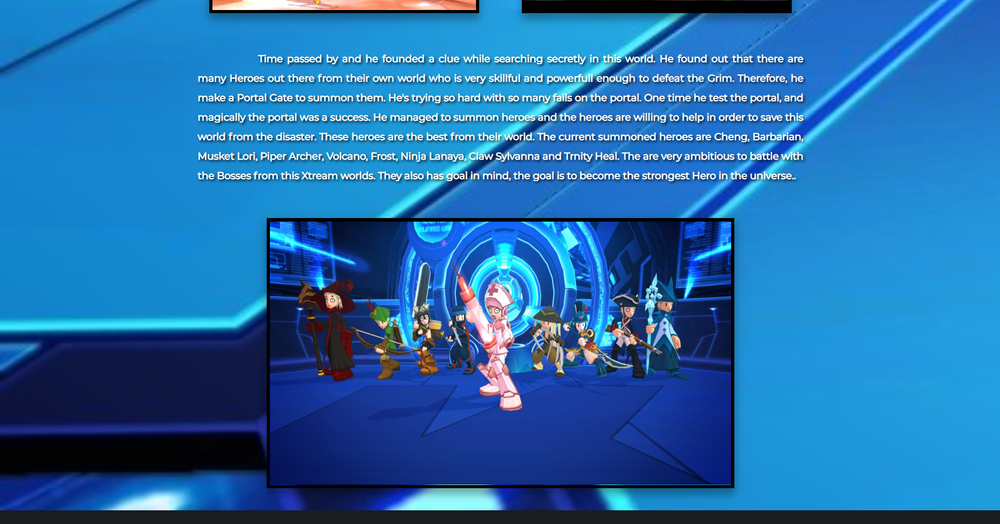 Time passed by and he founded a clue while searching secretly in this world. He found out that there are
many Heroes out there from their own world who is very skillful and powerfull enough to defeat the Grim. Therefore, he
make a Portal Gate to summon them. He's trying so hard with so many fails on the portal. One time he test the portal, and
magically the portal was a success. He managed to summon heroes and the heroes are willing to help in order to save this
world from the disaster. These heroes are the best from their world. The current summoned heroes are Cheng, Barbarian,
Musket Lori, Piper Archer, Volcano, Frost, Ninja Lanaya, Claw Sylvanna and Trnity Heal. The are very ambitious to battle with
the Bosses from this Xtream worlds. They also has goal in mind, the goal is to become the strongest Hero in the universe..